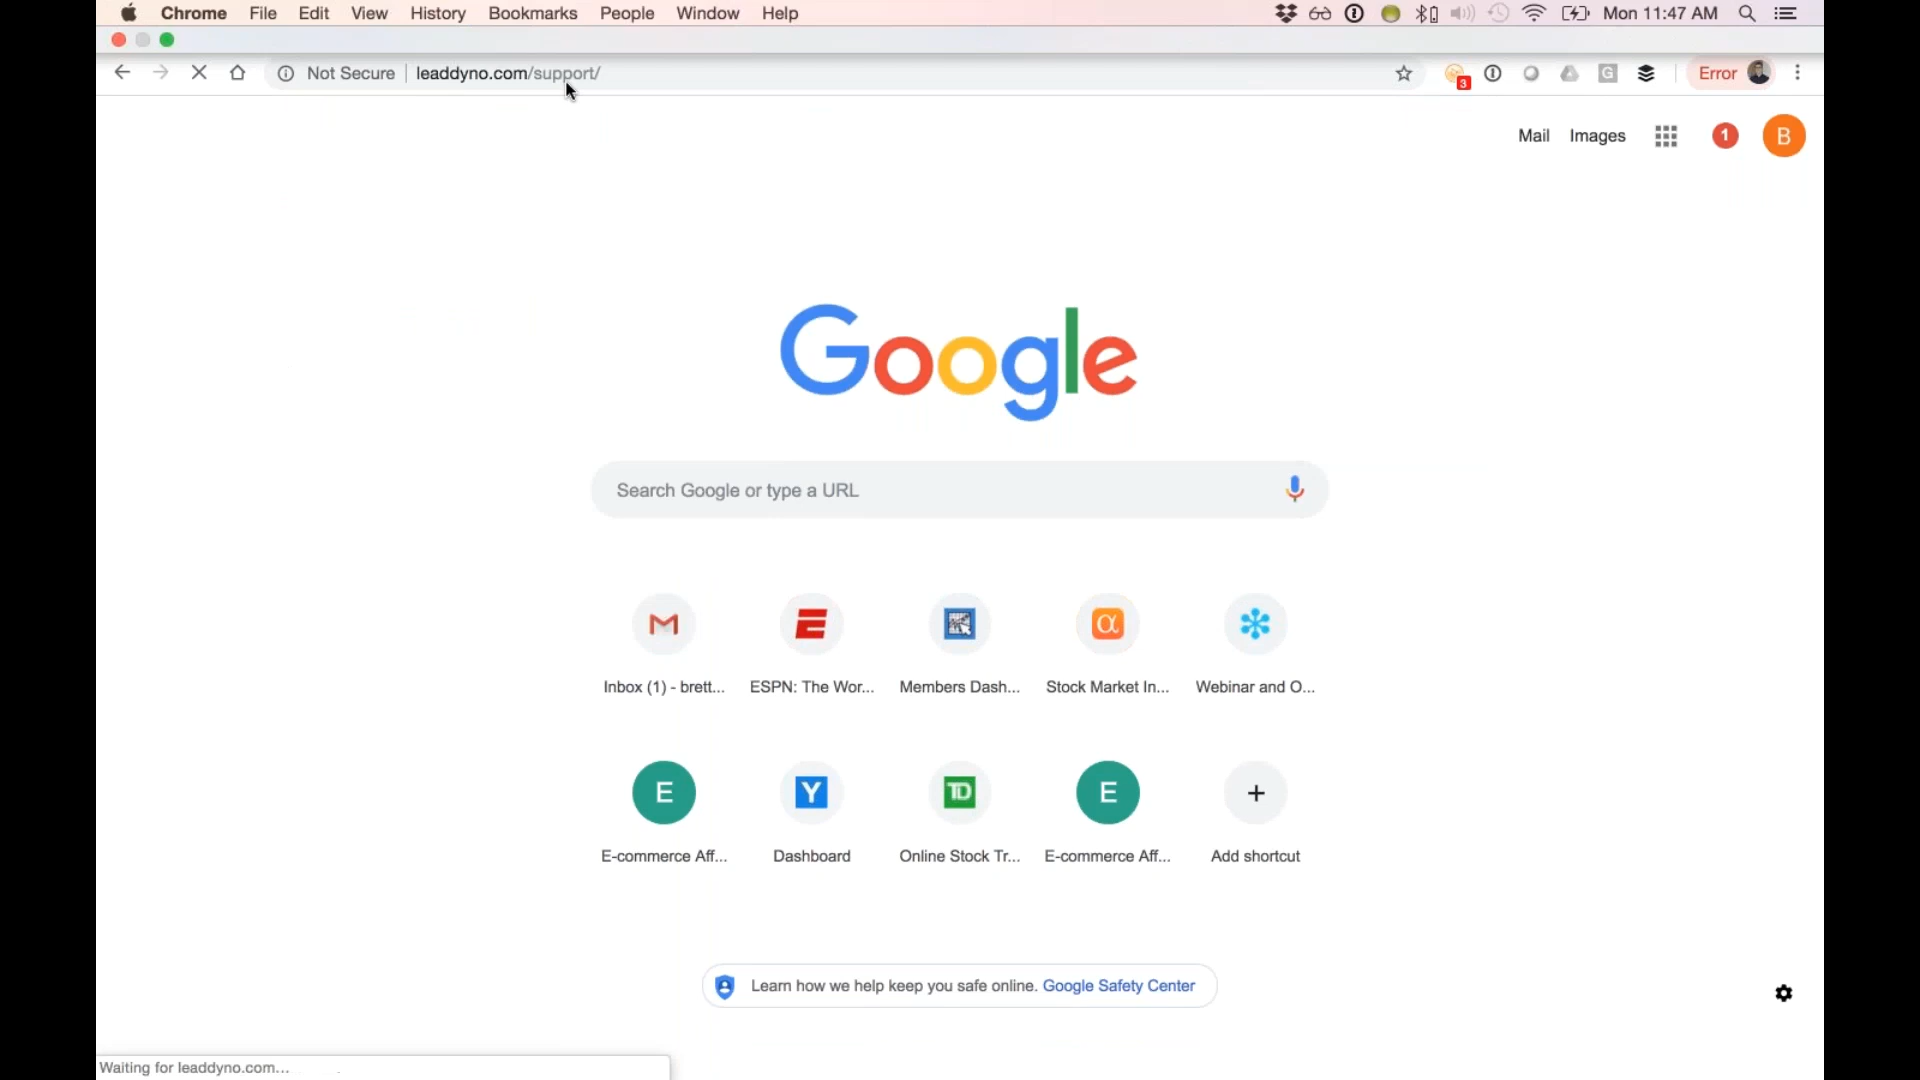 Chrome File Edit View History Bookmarks People Window Help Mon 11:47 AM
Not Secure leaddyno.com/support/ 3 G Error
Mail Images 1 B
Google
Search Google or type a URL
Inbox (1) - brett... ESPN: The Wor... Members Dash... Stock Market In... Webinar and O...
E Y TD E
E-commerce Aff... Dashboard Online Stock Tr... E-commerce Aff... Add shortcut
Learn how we help keep you safe online. Google Safety Center
Waiting for leaddyno.com...